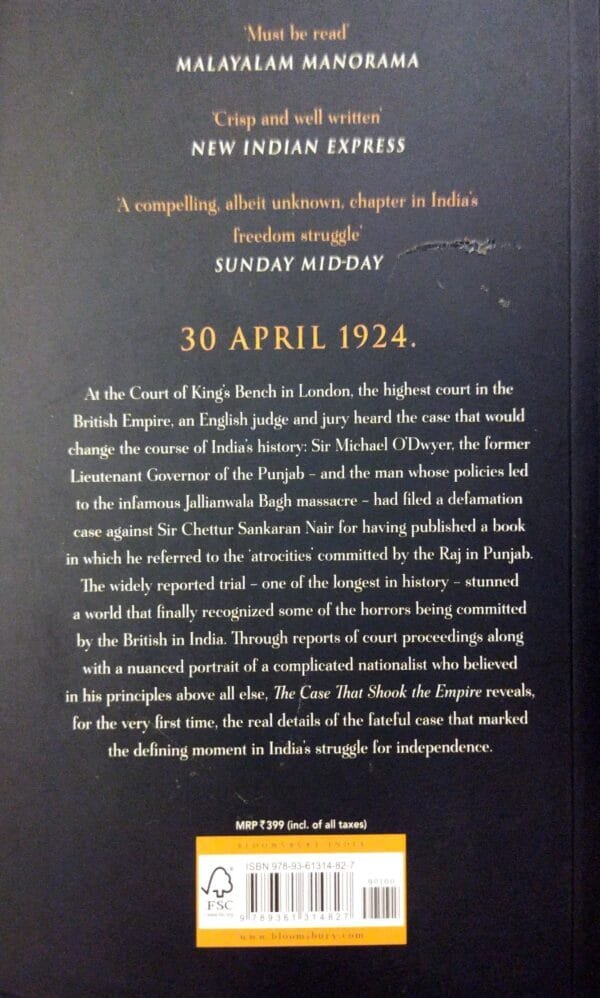 'Must be read'
MALAYALAM MANORAMA
'Crisp and well written'
NEW INDIAN EXPRESS
'A compelling, albeit unknown, chapter in India's
freedom struggle'
SUNDAY MID-DAY
30 APRIL 1924.
At the Court of King's Bench in London, the highest court in the
British Empire, an English judge and jury heard the case that would
change the course of India's history: Sir Michael O'Dwyer, the former
Lieutenant Governor of the Punjab – and the man whose policies led
to the infamous Jallianwala Bagh massacre – had filed a defamation
case against Sir Chettur Sankaran Nair for having published a book
in which he referred to the 'atrocities' committed by the Raj in Punjab.
The widely reported trial – one of the longest in history – stunned
a world that finally recognized some of the horrors being committed
by the British in India. Through reports of court proceedings along
with a nuanced portrait of a complicated nationalist who believed
in his principles above all else, The Case That Shook the Empire reveals,
for the very first time, the real details of the fateful case that marked
the defining moment in India's struggle for independence.
MRP ₹399 (incl. of all taxes)
BLOOMSBURY INDIA
ISBN 978-93-61314-82-7
90100
FSC
www.fsc.org
9 789361 314827
www.bloomsbury.com